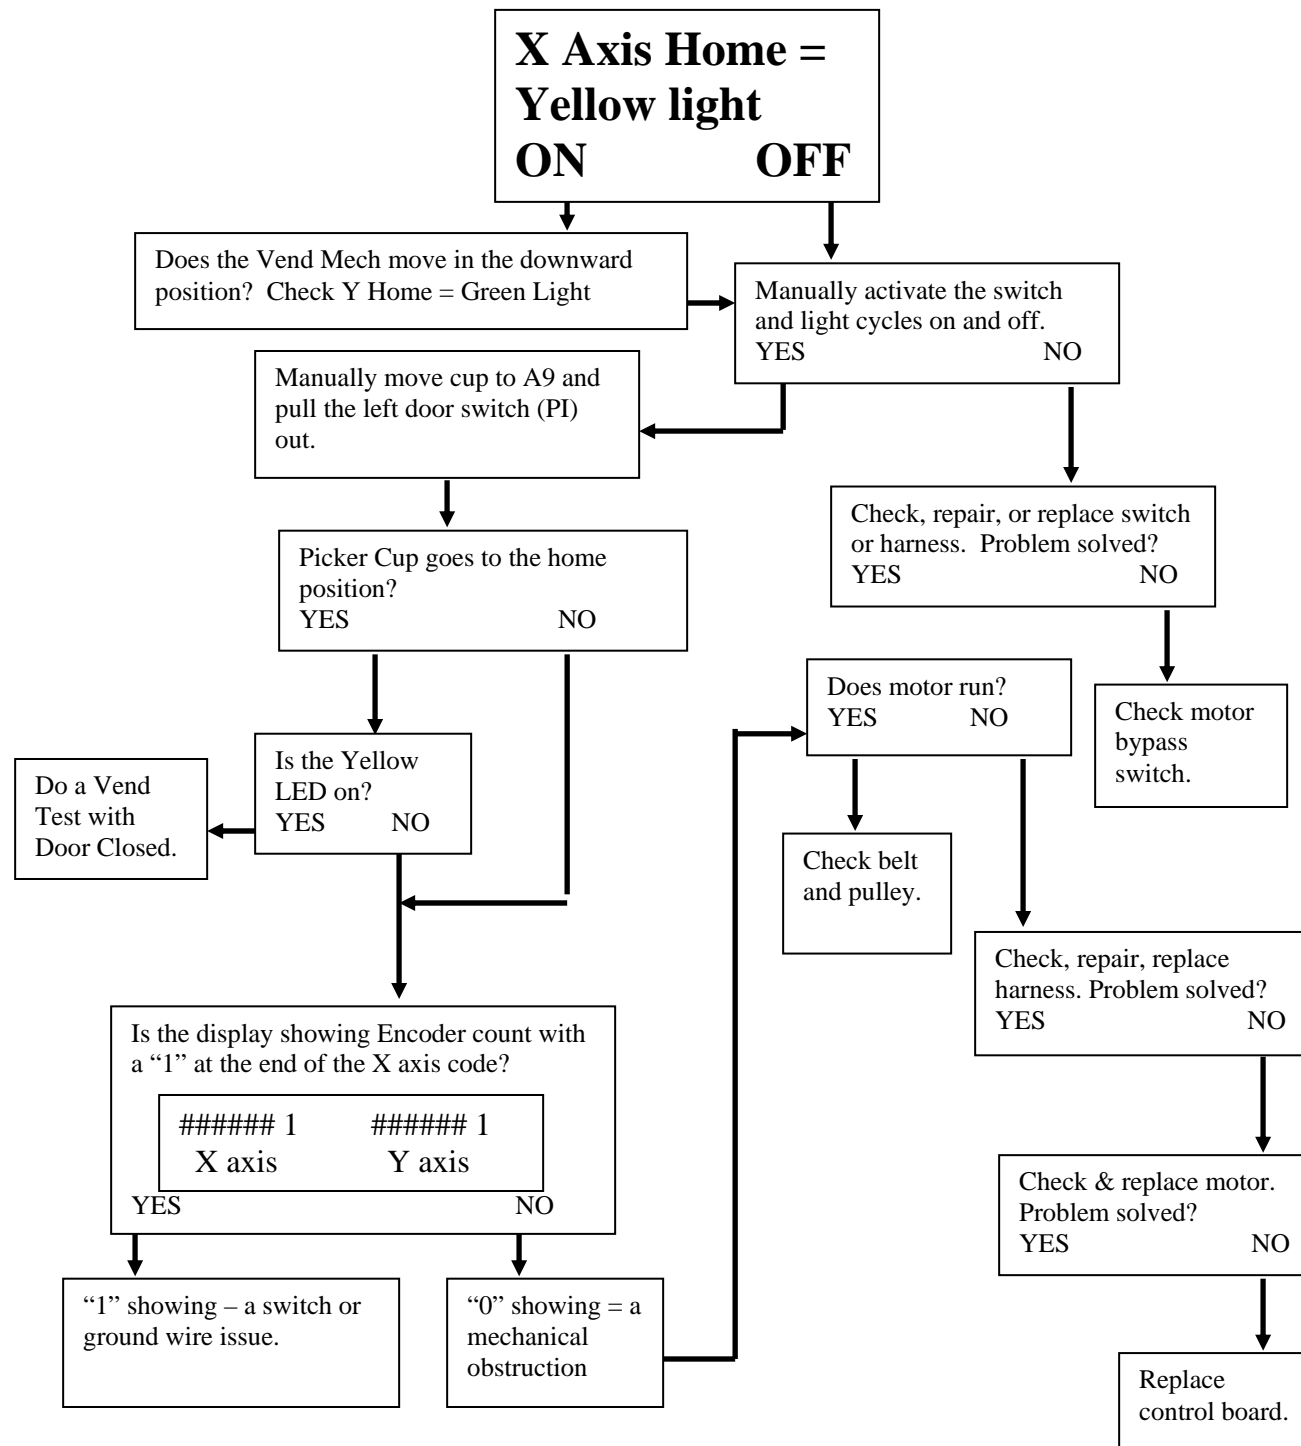 X Axis Home =
Yellow light
ON OFF
Does the Vend Mech move in the downward
position? Check Y Home = Green Light
Manually activate the switch
and light cycles on and off.
YES NO
Manually move cup to A9 and
pull the left door switch (PI)
out.
Check, repair, or replace switch
or harness. Problem solved?
YES NO
Picker Cup goes to the home
position?
YES NO
Does motor run?
YES NO
Check motor
bypass
switch.
Is the Yellow
LED on?
YES NO
Do a Vend
Test with
Door Closed.
Check belt
and pulley.
Check, repair, replace
harness. Problem solved?
YES NO
Is the display showing Encoder count with
a “1” at the end of the X axis code?
###### 1 ###### 1
X axis Y axis
YES NO
Check & replace motor.
Problem solved?
YES NO
“1” showing – a switch or
ground wire issue.
“0” showing = a
mechanical
obstruction
Replace
control board.